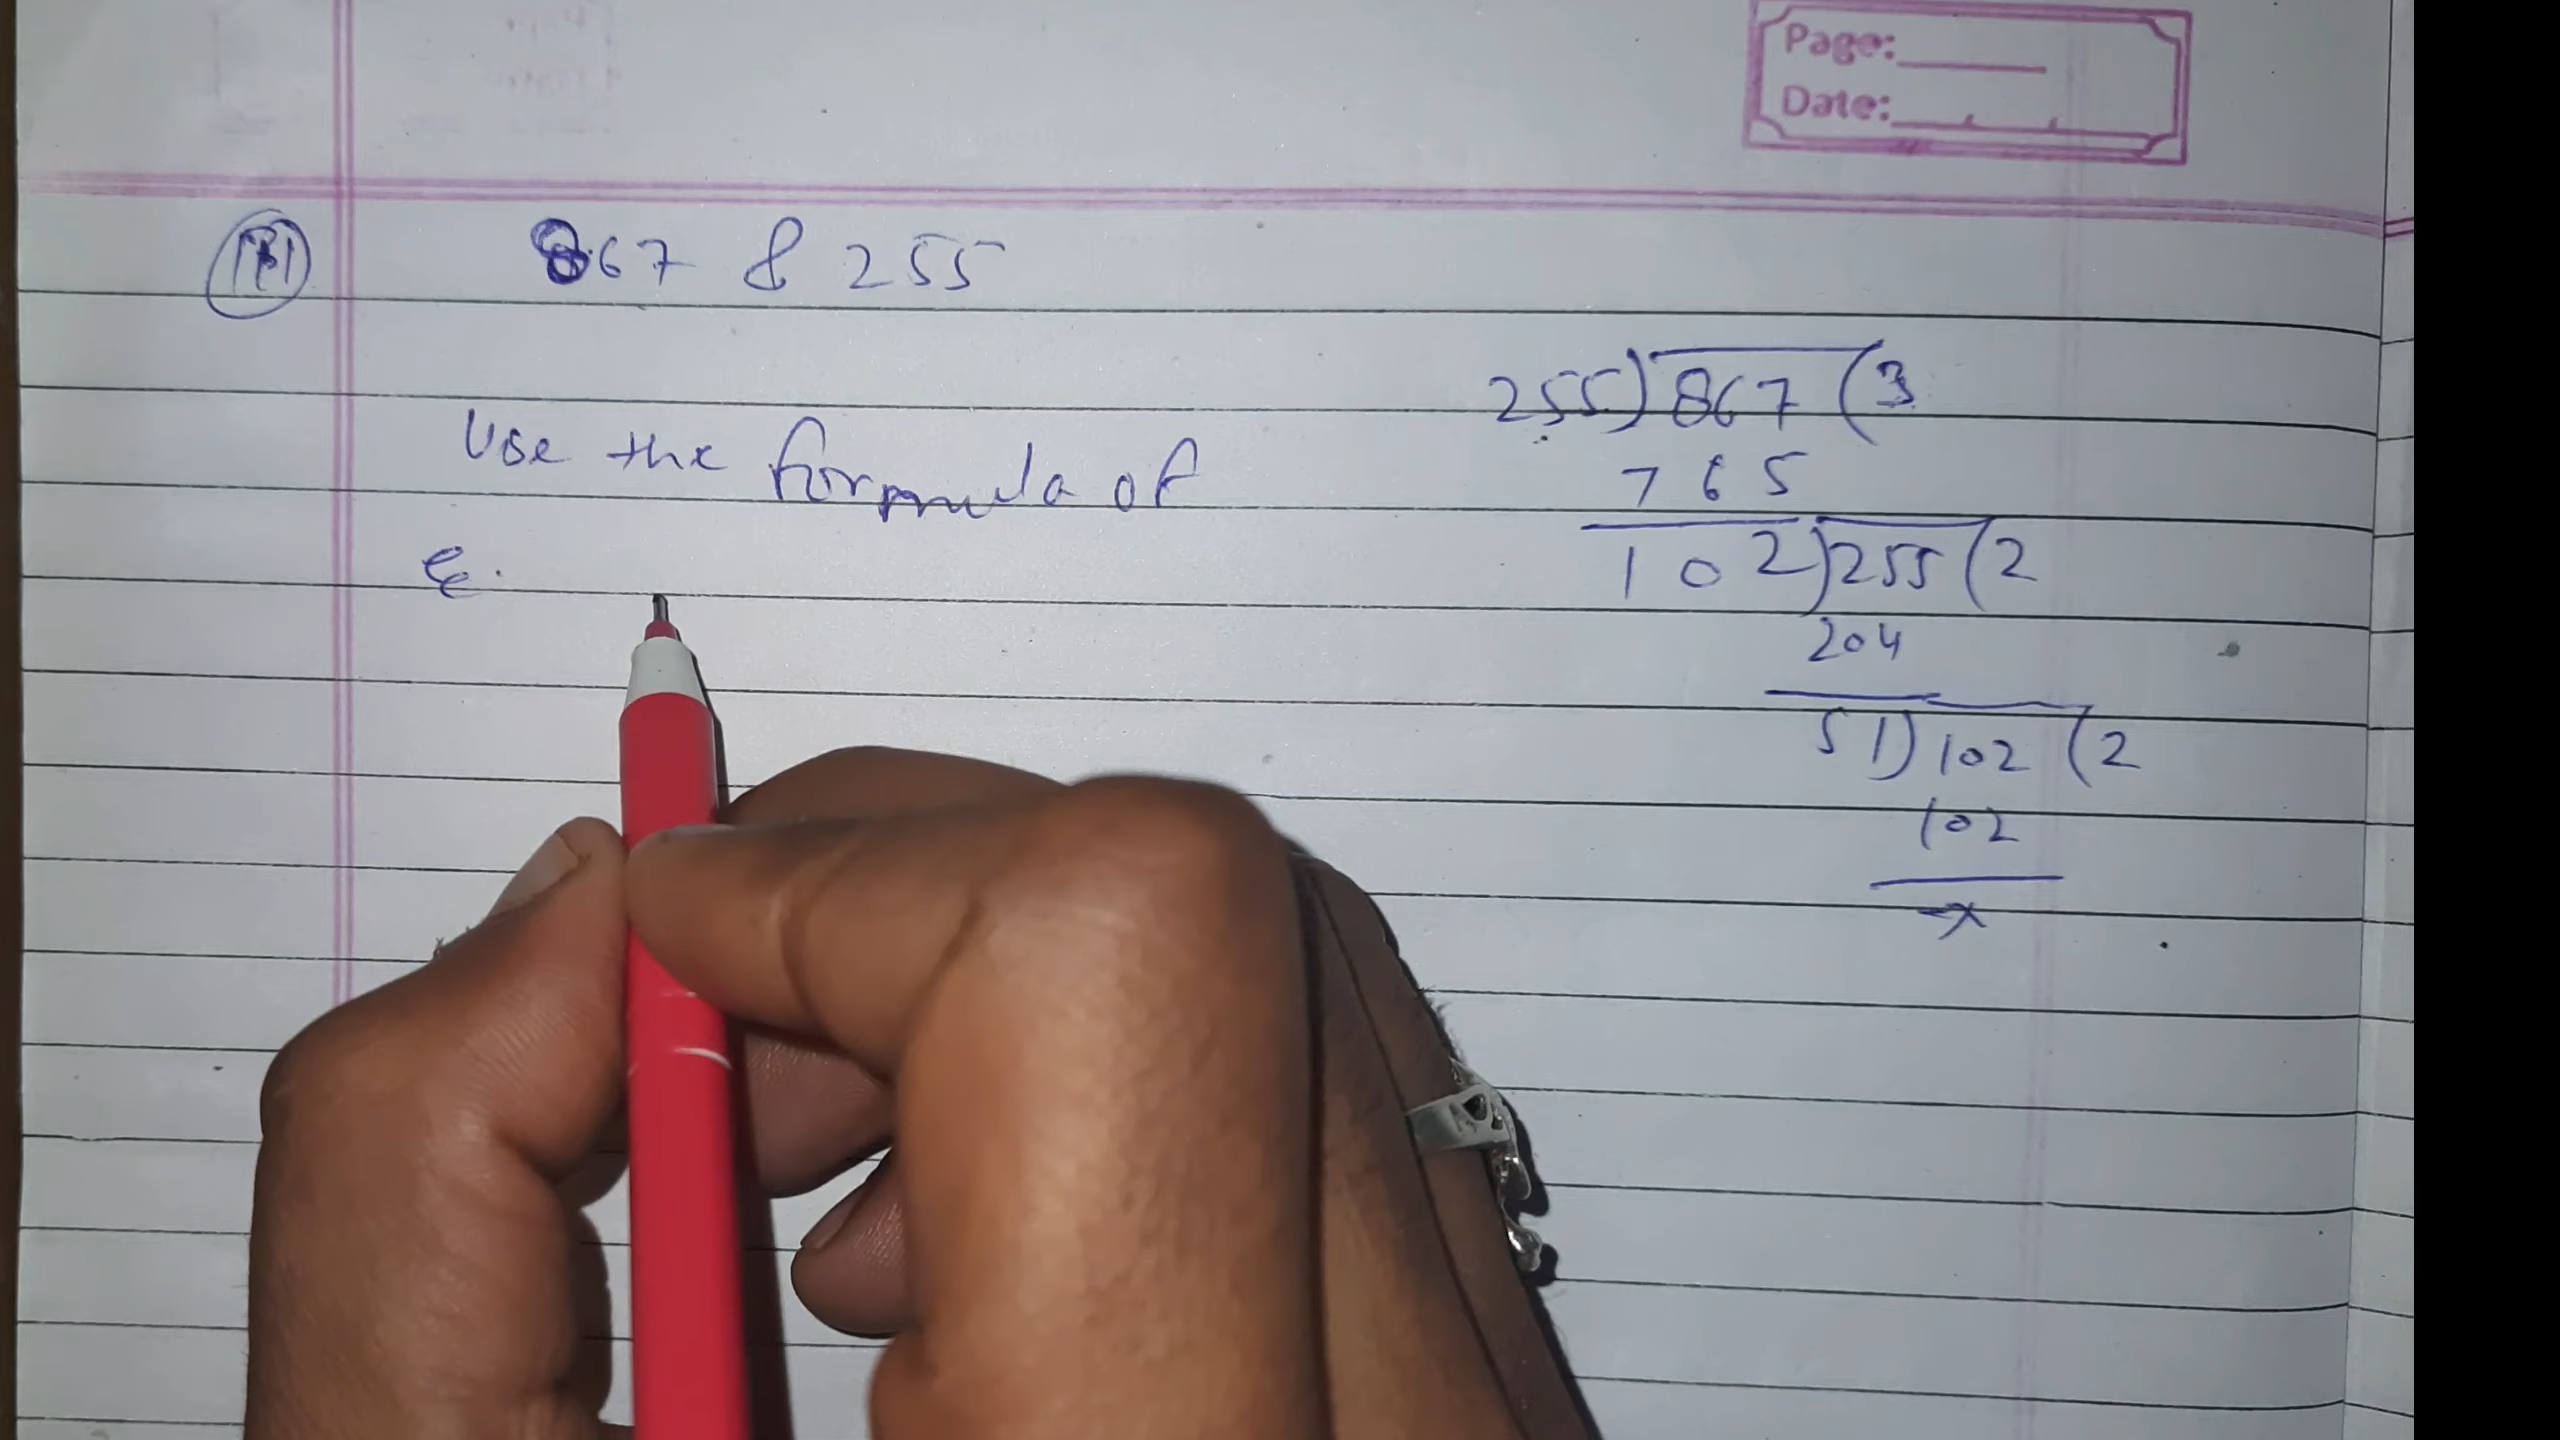 Page:
Date:
867 & 255
Use the formula of
255) 867 (3
765
102) 255 (2
204
51) 102 (2
102
x